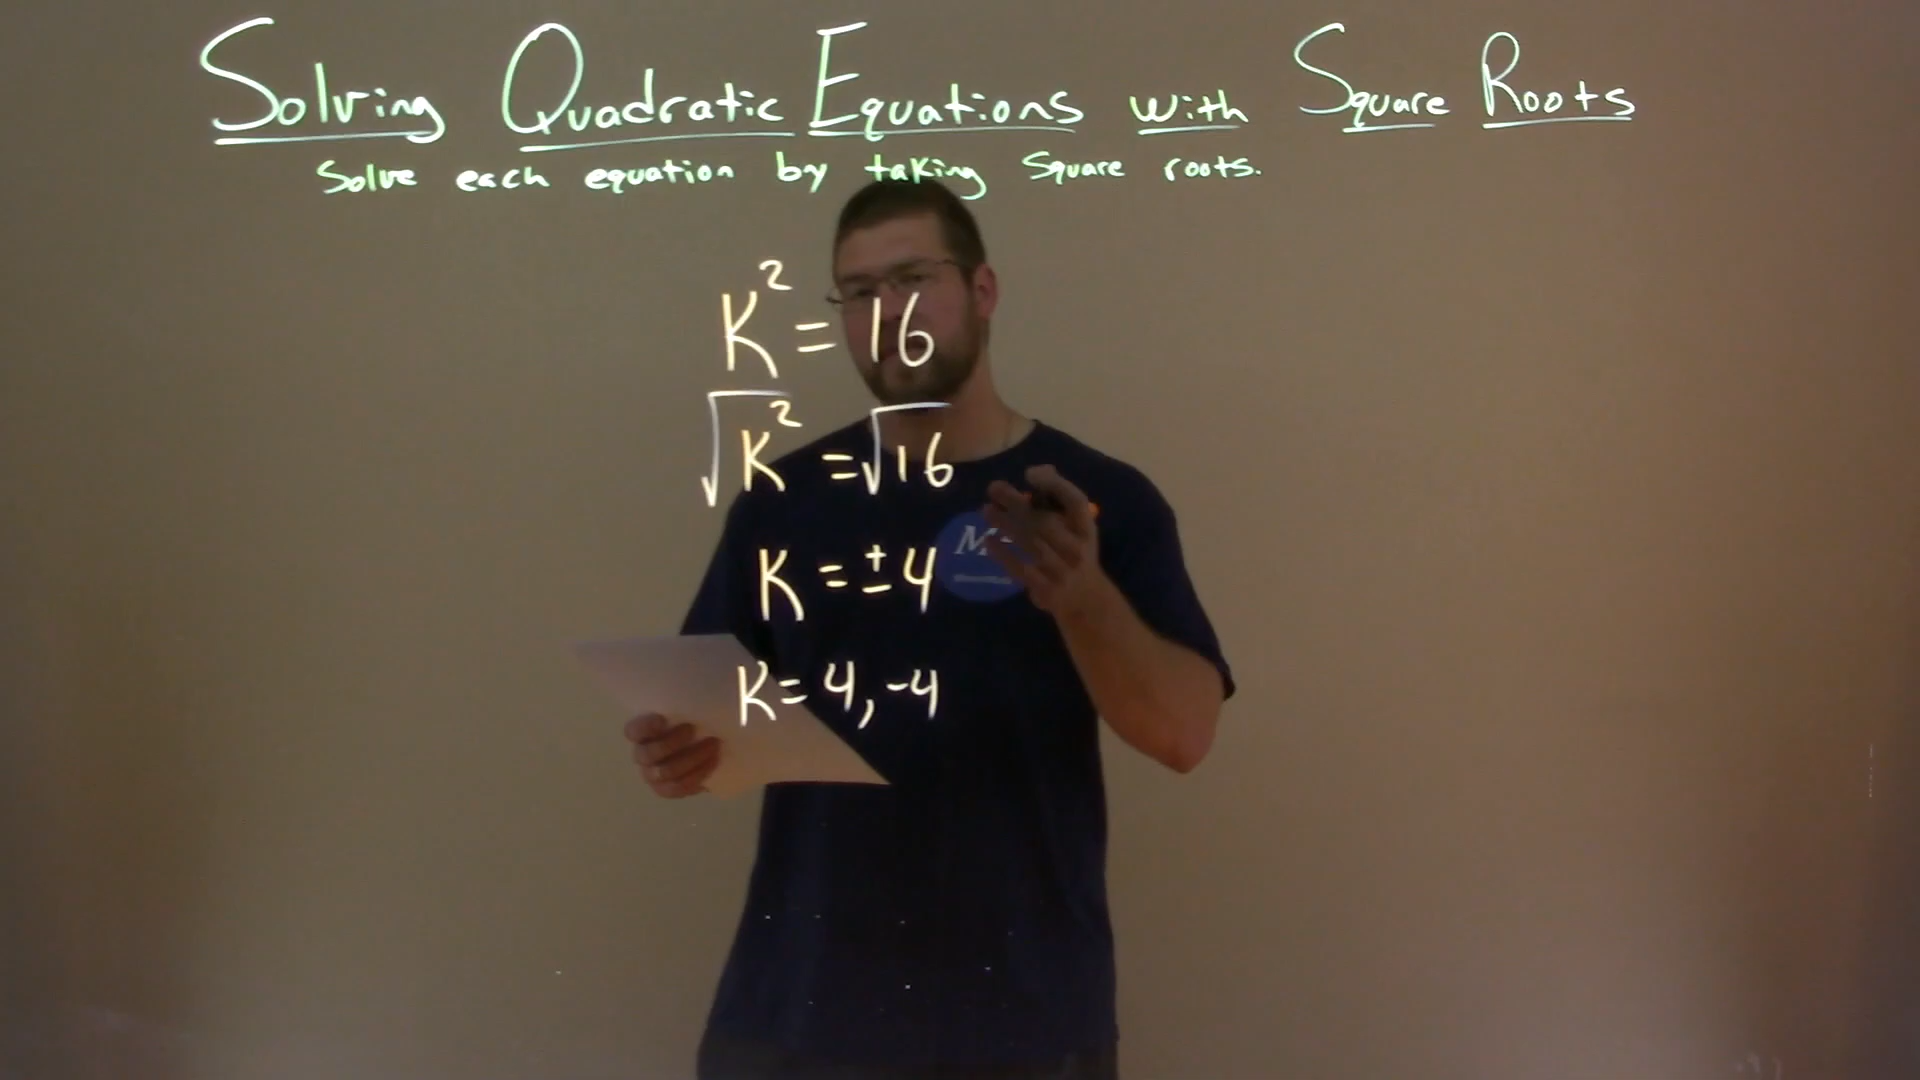 Solving Quadratic Equations with Square Roots
Solve each equation by taking Square roots.
K² = 16
√K² = √16
K = ±4
K = 4, -4